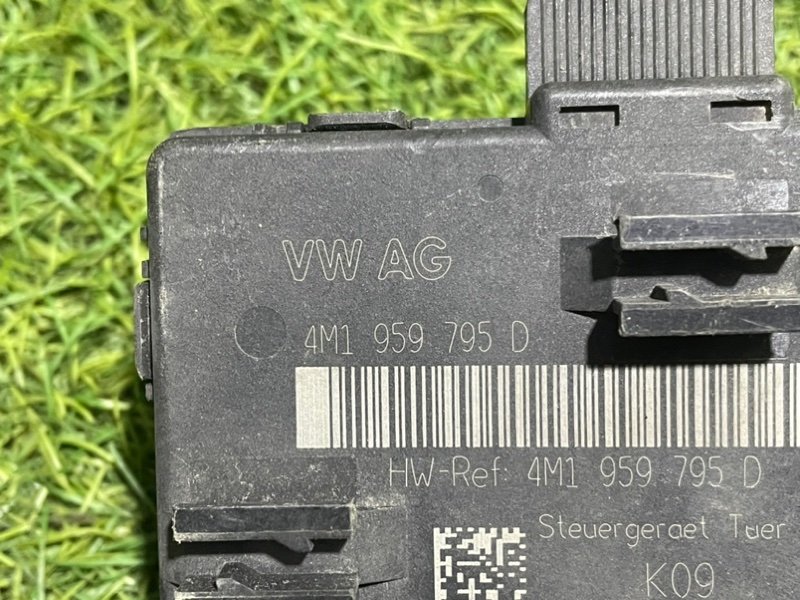 VW AG
4M1 959 795 D
HW-Ref: 4M1 959 795 D
Steuergeraet Tuer
K09